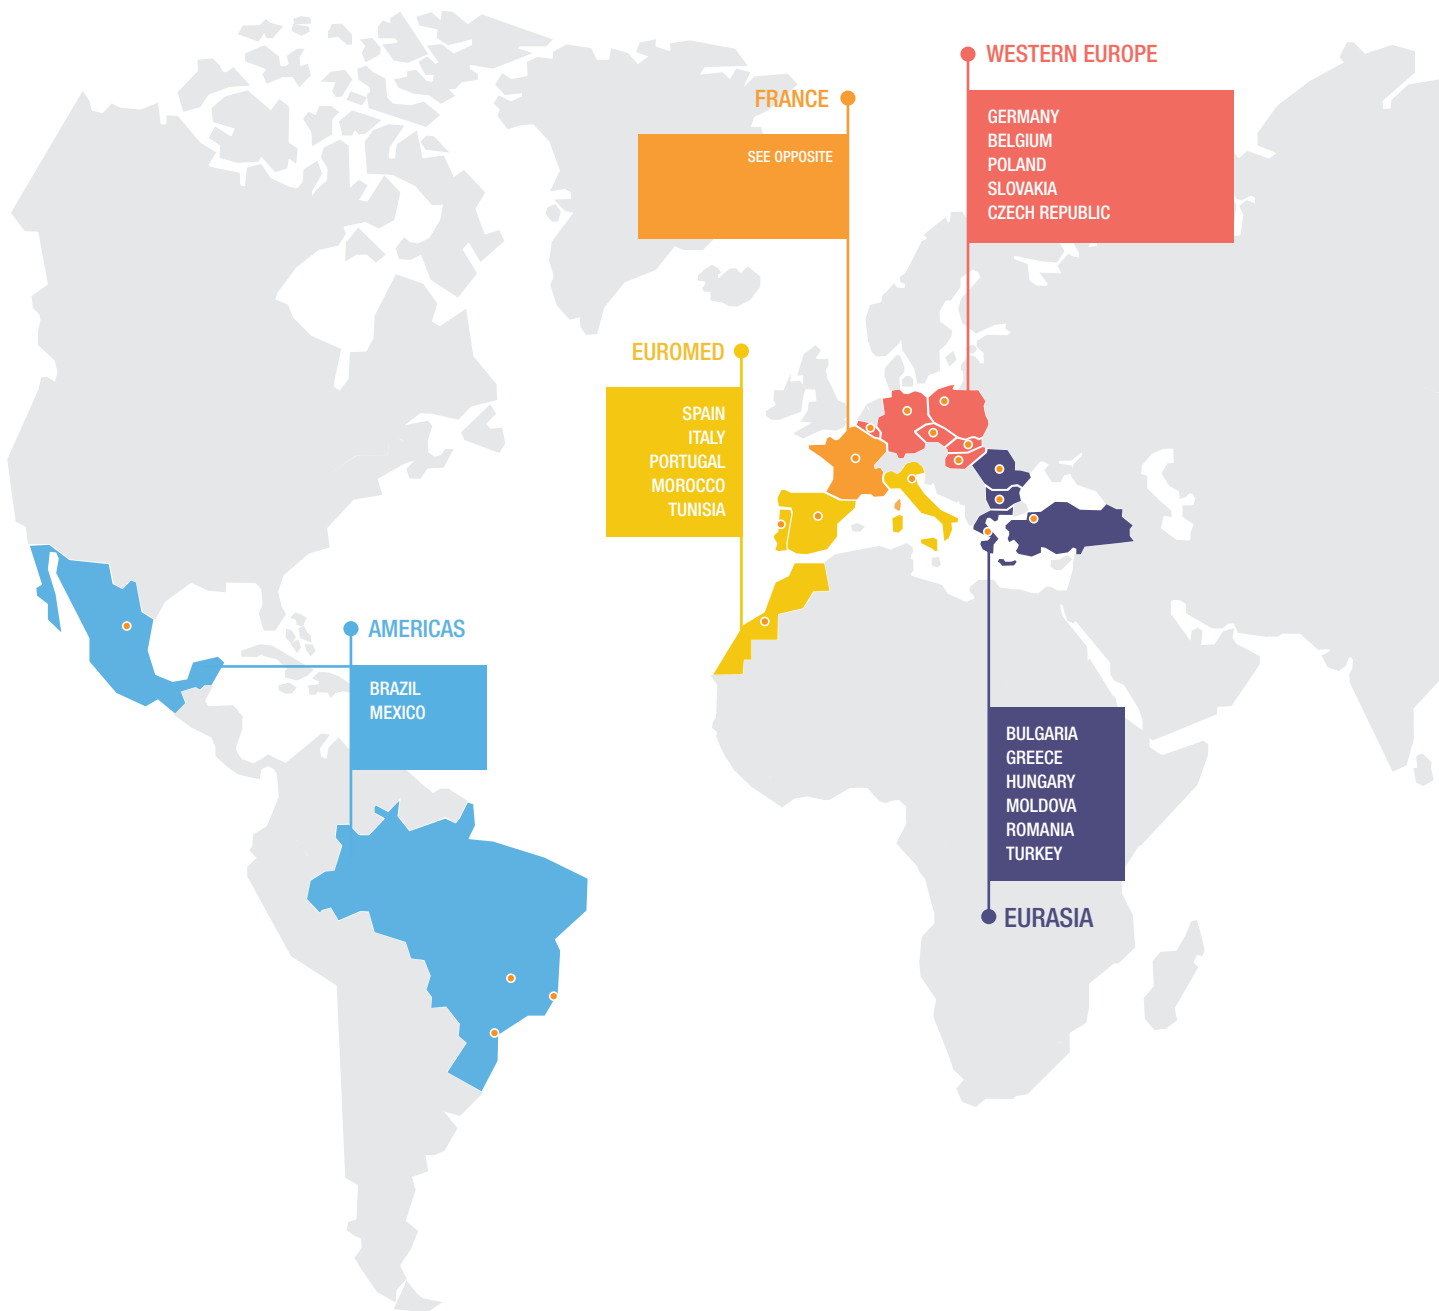 WESTERN EUROPE
GERMANY
BELGIUM
POLAND
SLOVAKIA
CZECH REPUBLIC
FRANCE
SEE OPPOSITE
EUROMED
SPAIN
ITALY
PORTUGAL
MOROCCO
TUNISIA
AMERICAS
BRAZIL
MEXICO
BULGARIA
GREECE
HUNGARY
MOLDOVA
ROMANIA
TURKEY
EURASIA